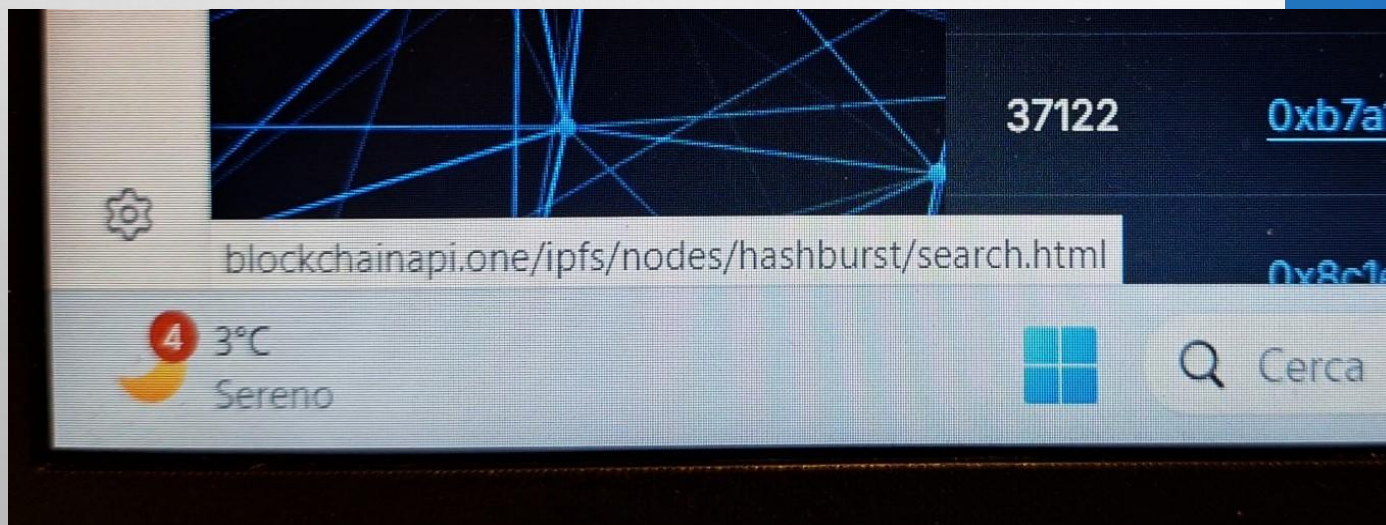 37122 0xb7a
blockchainapi.one/ipfs/nodes/hashburst/search.html
4 3°C
Sereno
Cerca